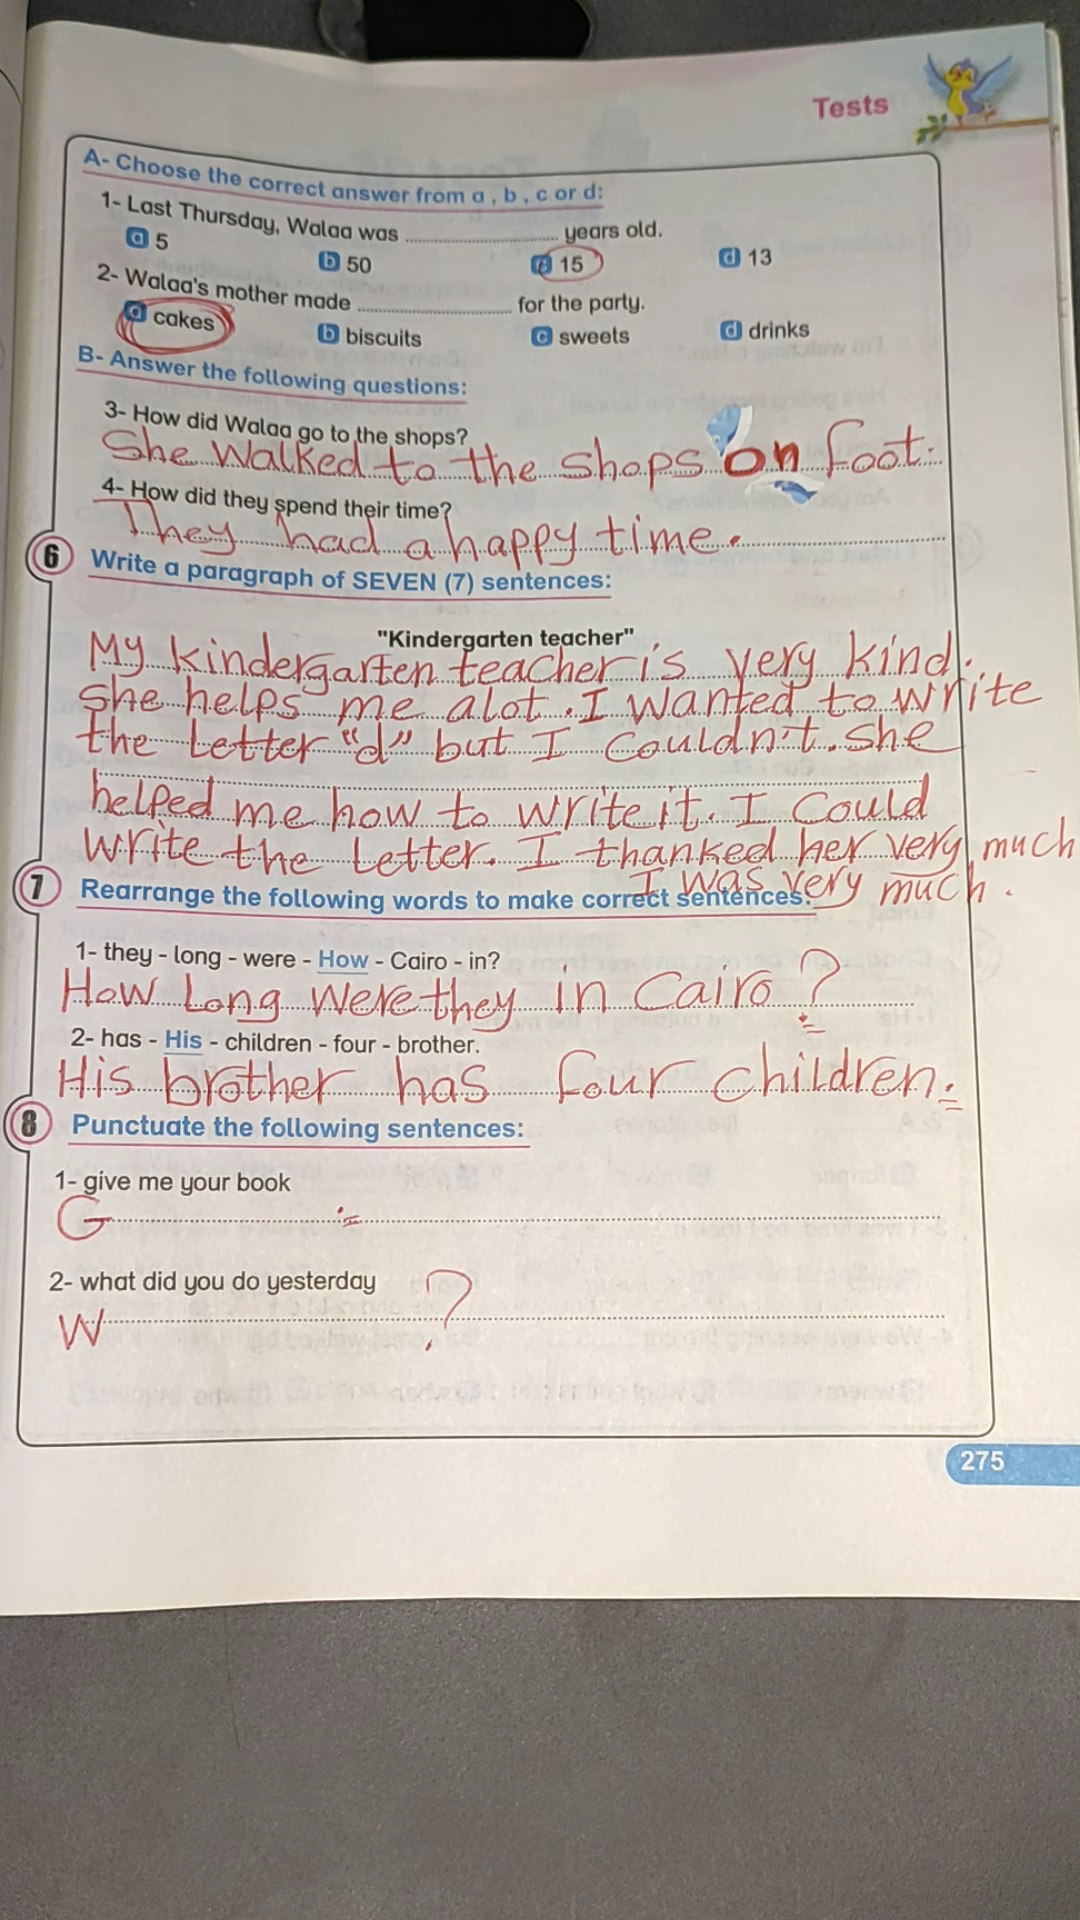 Tests
A- Choose the correct answer from a , b , c or d:
1- Last Thursday, Walaa was ........................ years old.
a 5 b 50 c 15 d 13
2- Walaa's mother made ........................ for the party.
a cakes b biscuits c sweets d drinks
B- Answer the following questions:
3- How did Walaa go to the shops?
She walked to the shops on foot.
4- How did they spend their time?
They had a happy time.
6 Write a paragraph of SEVEN (7) sentences:
"Kindergarten teacher"
My kindergarten teacher is very kind.
she helps me alot. I wanted to write
the letter "d" but I couldn't. she
helped me how to write it. I could
write the letter. I thanked her very much
I was very much.
7 Rearrange the following words to make correct sentences:
1- they - long - were - How - Cairo - in?
How long were they in Cairo ?
2- has - His - children - four - brother.
His brother has four children.
8 Punctuate the following sentences:
1- give me your book
G .
2- what did you do yesterday
W ?
275